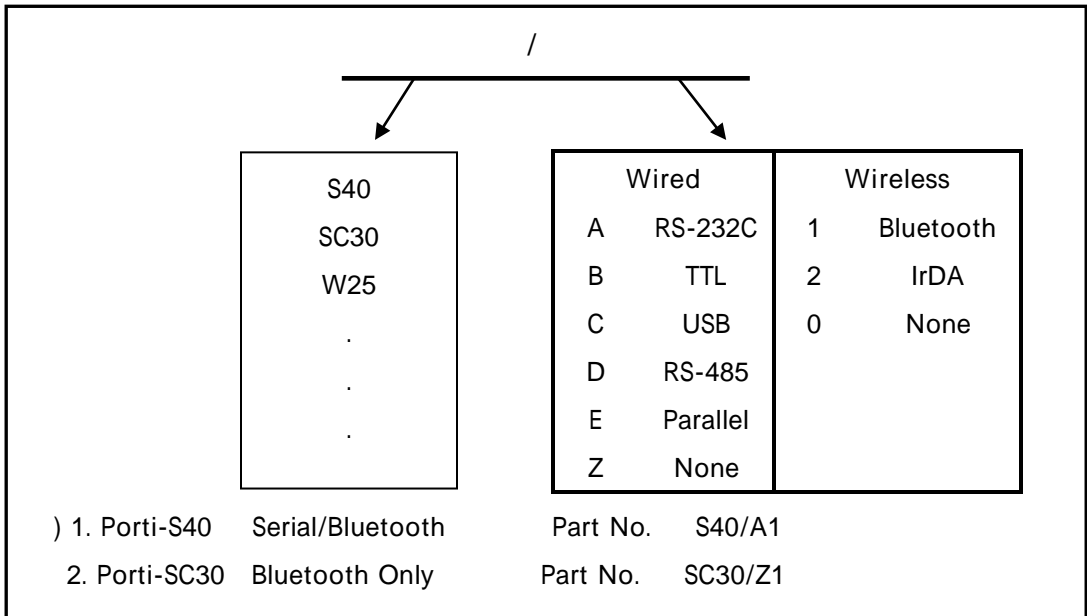 /
S40
SC30
W25
.
.
.
Wired Wireless
A RS-232C 1 Bluetooth
B TTL 2 IrDA
C USB 0 None
D RS-485
E Parallel
Z None
) 1. Porti-S40 Serial/Bluetooth Part No. S40/A1
2. Porti-SC30 Bluetooth Only Part No. SC30/Z1